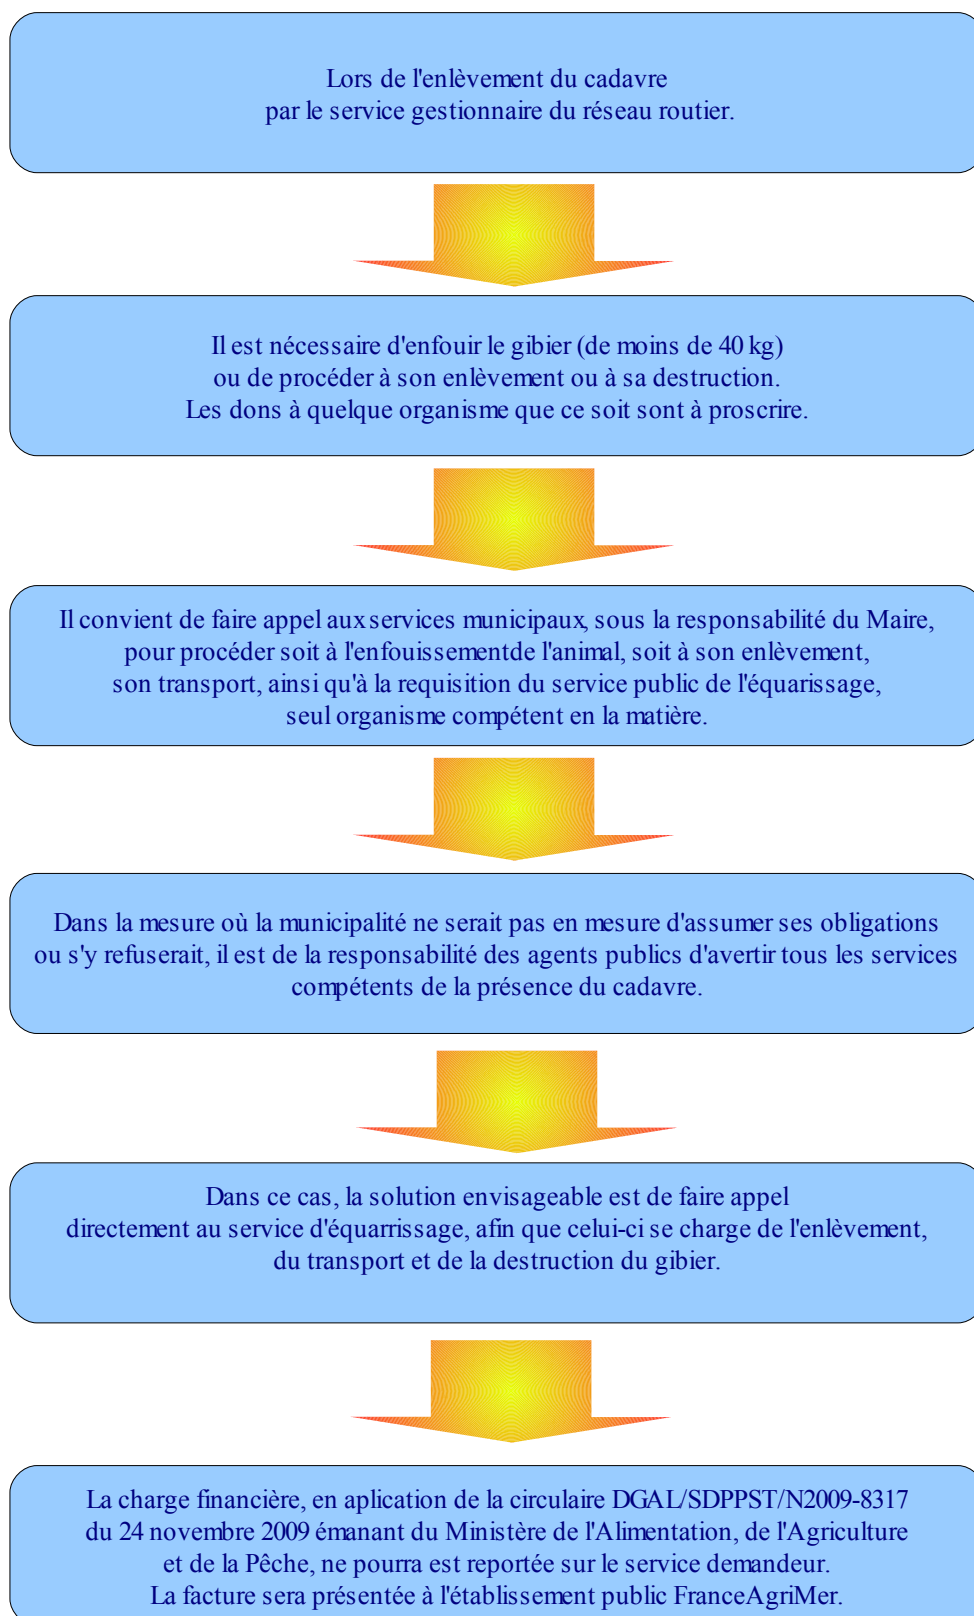 Lors de l'enlèvement du cadavre
par le service gestionnaire du réseau routier.
Il est nécessaire d'enfouir le gibier (de moins de 40 kg)
ou de procéder à son enlèvement ou à sa destruction.
Les dons à quelque organisme que ce soit sont à proscrire.
Il convient de faire appel aux services municipaux, sous la responsabilité du Maire,
pour procéder soit à l'enfouissement de l'animal, soit à son enlèvement,
son transport, ainsi qu'à la requisition du service public de l'équarissage,
seul organisme compétent en la matière.
Dans la mesure où la municipalité ne serait pas en mesure d'assumer ses obligations
ou s'y refuserait, il est de la responsabilité des agents publics d'avertir tous les services
compétents de la présence du cadavre.
Dans ce cas, la solution envisageable est de faire appel
directement au service d'équarrissage, afin que celui-ci se charge de l'enlèvement,
du transport et de la destruction du gibier.
La charge financière, en aplication de la circulaire DGAL/SDPPST/N2009-8317
du 24 novembre 2009 émanant du Ministère de l'Alimentation, de l'Agriculture
et de la Pêche, ne pourra est reportée sur le service demandeur.
La facture sera présentée à l'établissement public FranceAgriMer.